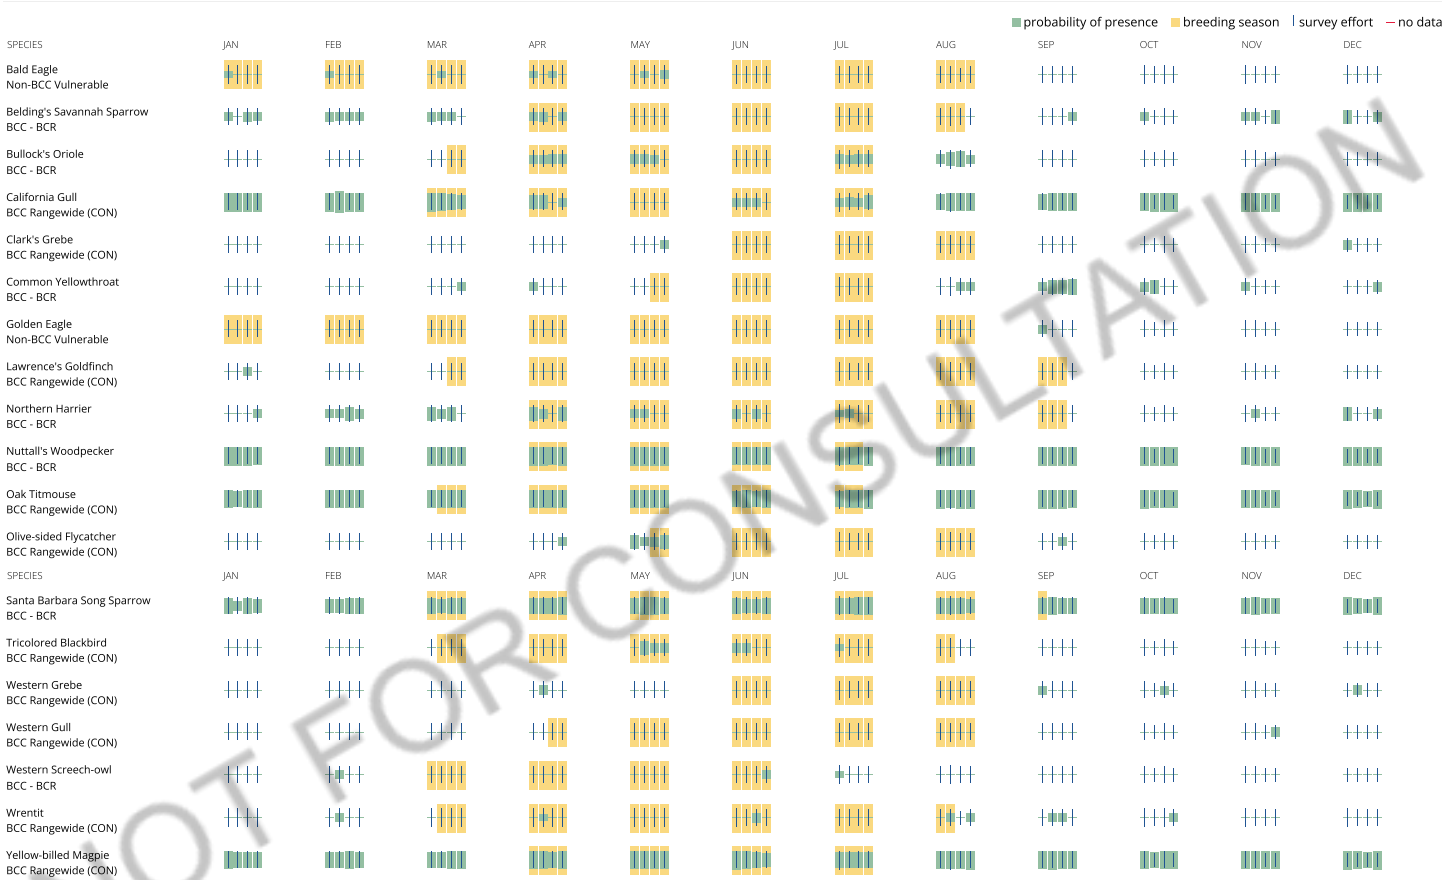 probability of presence breeding season survey effort no data
SPECIES JAN FEB MAR APR MAY JUN JUL AUG SEP OCT NOV DEC
Bald Eagle
Non-BCC Vulnerable
Belding's Savannah Sparrow
BCC - BCR
Bullock's Oriole
BCC - BCR
California Gull
BCC Rangewide (CON)
Clark's Grebe
BCC Rangewide (CON)
Common Yellowthroat
BCC - BCR
Golden Eagle
Non-BCC Vulnerable
Lawrence's Goldfinch
BCC Rangewide (CON)
Northern Harrier
BCC - BCR
Nuttall's Woodpecker
BCC - BCR
Oak Titmouse
BCC Rangewide (CON)
Olive-sided Flycatcher
BCC Rangewide (CON)
SPECIES JAN FEB MAR APR MAY JUN JUL AUG SEP OCT NOV DEC
Santa Barbara Song Sparrow
BCC - BCR
Tricolored Blackbird
BCC Rangewide (CON)
Western Grebe
BCC Rangewide (CON)
Western Gull
BCC Rangewide (CON)
Western Screech-owl
BCC - BCR
Wrentit
BCC Rangewide (CON)
Yellow-billed Magpie
BCC Rangewide (CON)
NOT FOR CONSULTATION